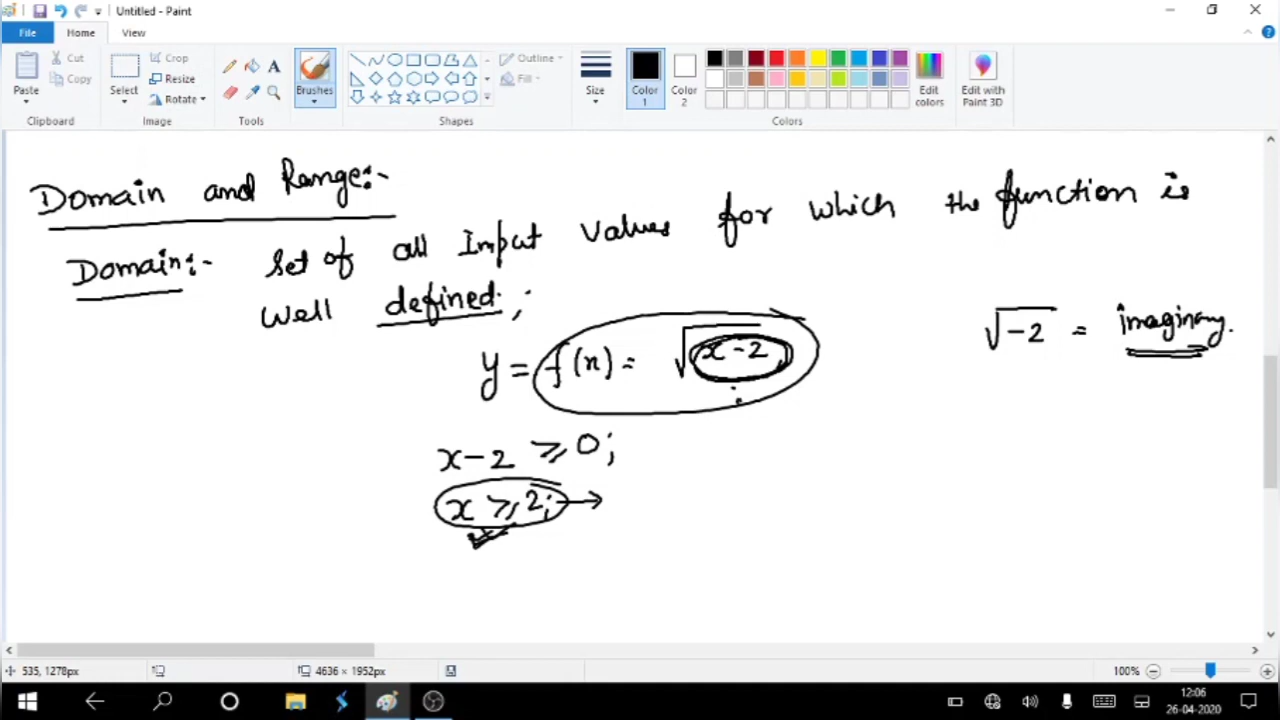 Untitled - Paint
File Home View
Paste Cut Copy Select Crop Resize Rotate Brushes Outline Fill Size Color 1 Color 2 Edit colors Edit with Paint 3D
Clipboard Image Tools Shapes Colors
Domain and Range:-
Domain:- Set of all Input values for which the function is
well defined;
y = f(x) = √x-2
√-2 = imaginary.
x-2 ≥ 0;
x ≥ 2; →
535, 1278px 4636 × 1952px 100%
12:06
26-04-2020